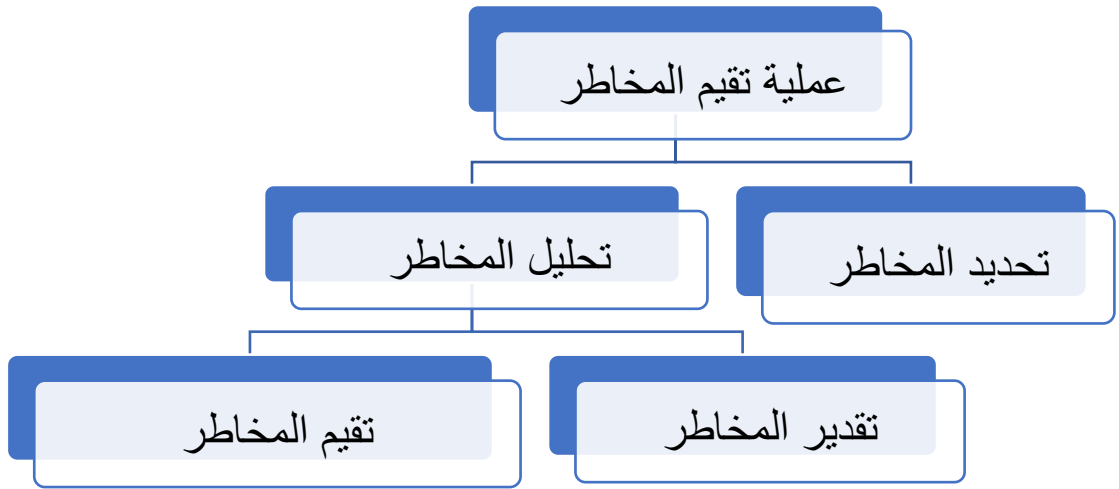 عملية تقيم المخاطر
تحديد المخاطر
تحليل المخاطر
تقدير المخاطر
تقيم المخاطر